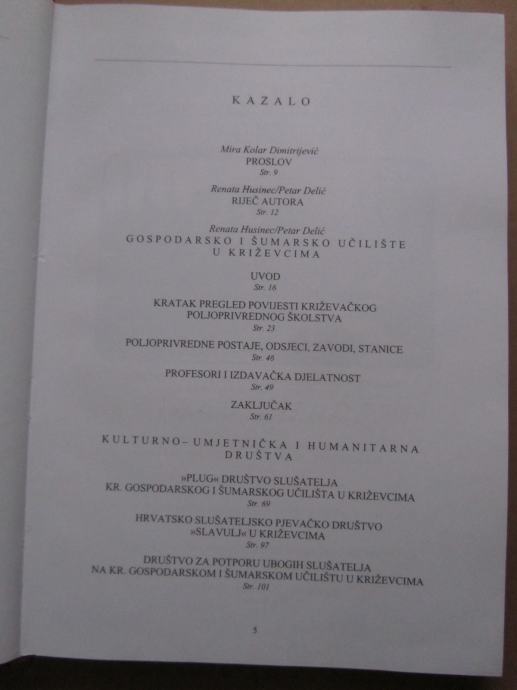 KAZALO
Mira Kolar Dimitrijević
PROSLOV
Str. 9
Renata Husinec/Petar Delić
RIJEČ AUTORA
Str. 12
Renata Husinec/Petar Delić
GOSPODARSKO I ŠUMARSKO UČILIŠTE
U KRIŽEVCIMA
UVOD
Str. 16
KRATAK PREGLED POVIJESTI KRIŽEVAČKOG
POLJOPRIVREDNOG ŠKOLSTVA
Str. 23
POLJOPRIVREDNE POSTAJE, ODSJECI, ZAVODI, STANICE
Str. 46
PROFESORI I IZDAVAČKA DJELATNOST
Str. 49
ZAKLJUČAK
Str. 61
KULTURNO–UMJETNIČKA I HUMANITARNA
DRUŠTVA
»PLUG« DRUŠTVO SLUŠATELJA
KR. GOSPODARSKOG I ŠUMARSKOG UČILIŠTA U KRIŽEVCIMA
Str. 69
HRVATSKO SLUŠATELJSKO PJEVAČKO DRUŠTVO
»SLAVULJ« U KRIŽEVCIMA
Str. 97
DRUŠTVO ZA POTPORU UBOGIH SLUŠATELJA
NA KR. GOSPODARSKOM I ŠUMARSKOM UČILIŠTU U KRIŽEVCIMA
Str. 101
5